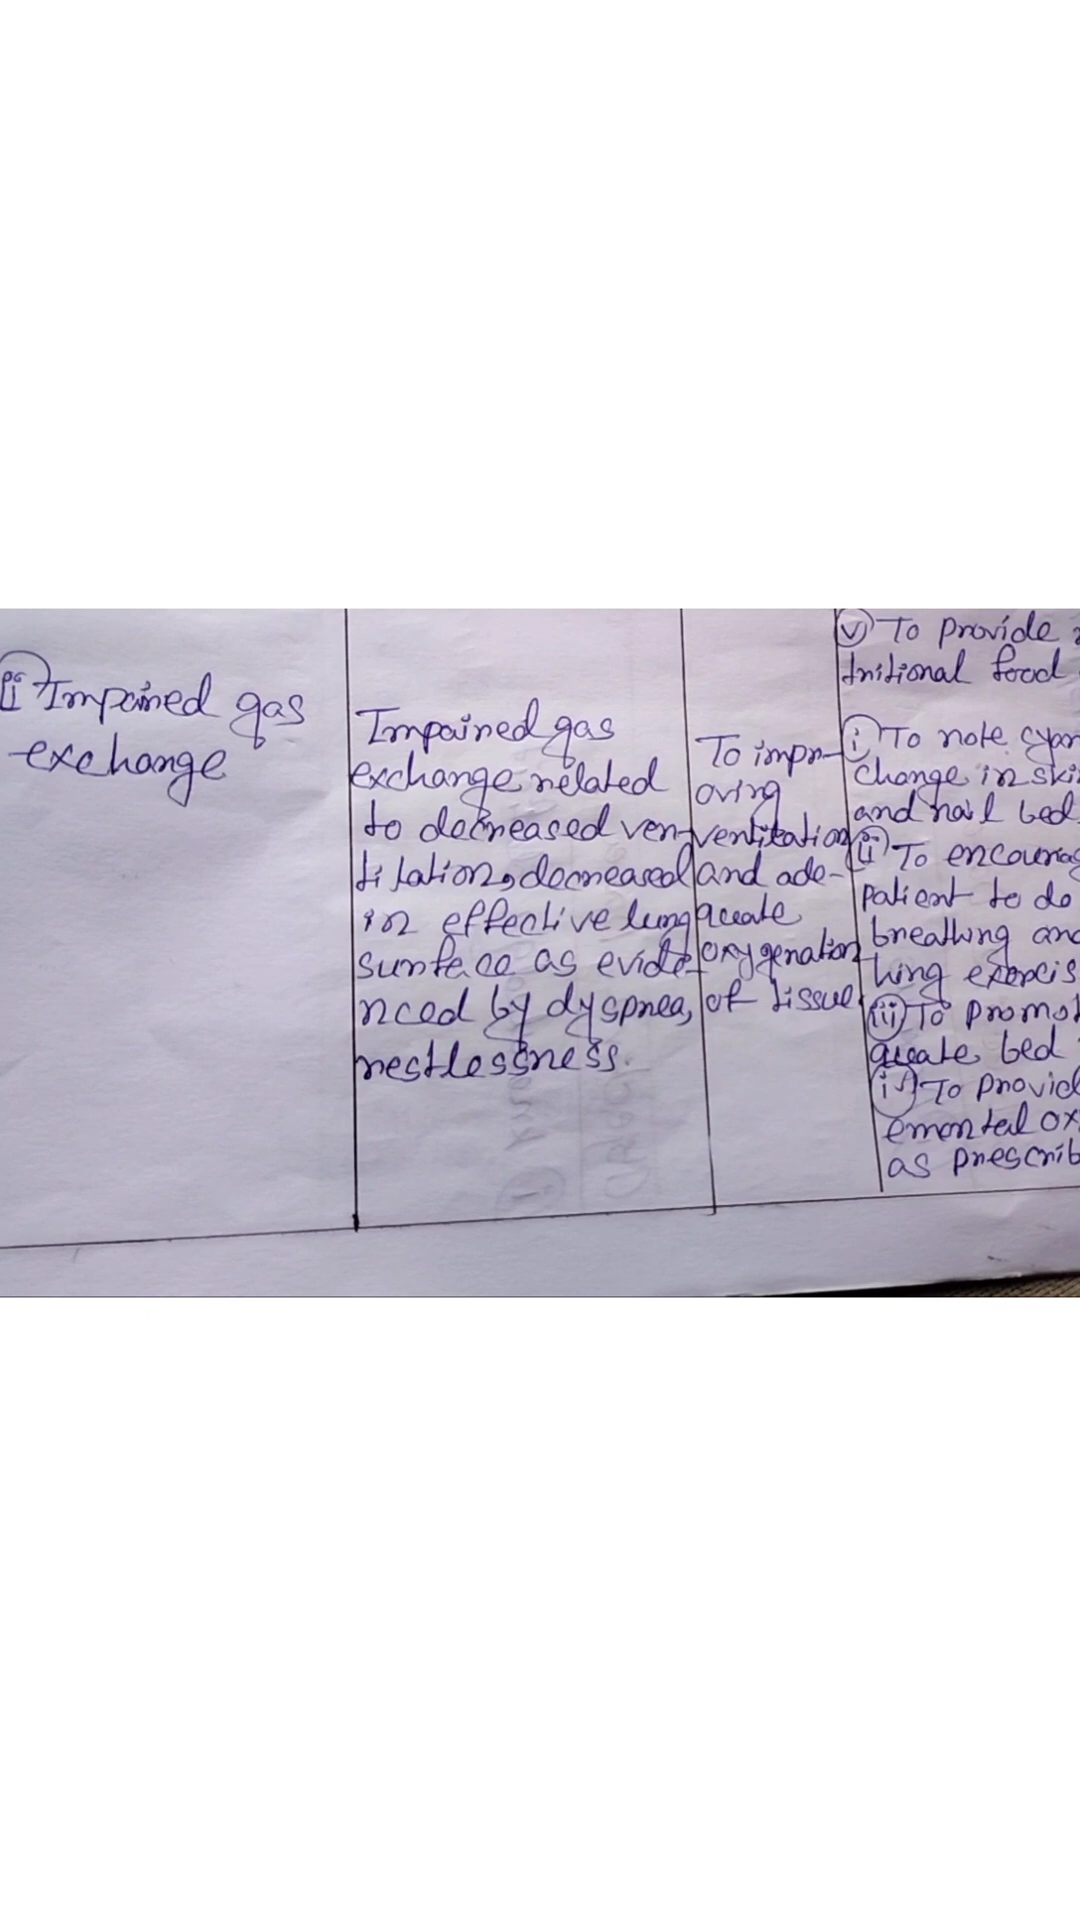 ii) Impaired gas
exchange
Impaired gas
exchange related
to decreased ven-
tilation, decreased
in effective lung
surface as evide-
nced by dyspnea,
restlessness.
To impr-
oving
ventilation
and ade-
quate
oxygenation
of tissue.
v) To provide
tritional food
i) To note cyan
change in ski
and nail bed
ii) To encourag
patient to do
breathing and
hing exercis
iii) To promot
quate bed
iv) To provid
emental ox
as prescrib